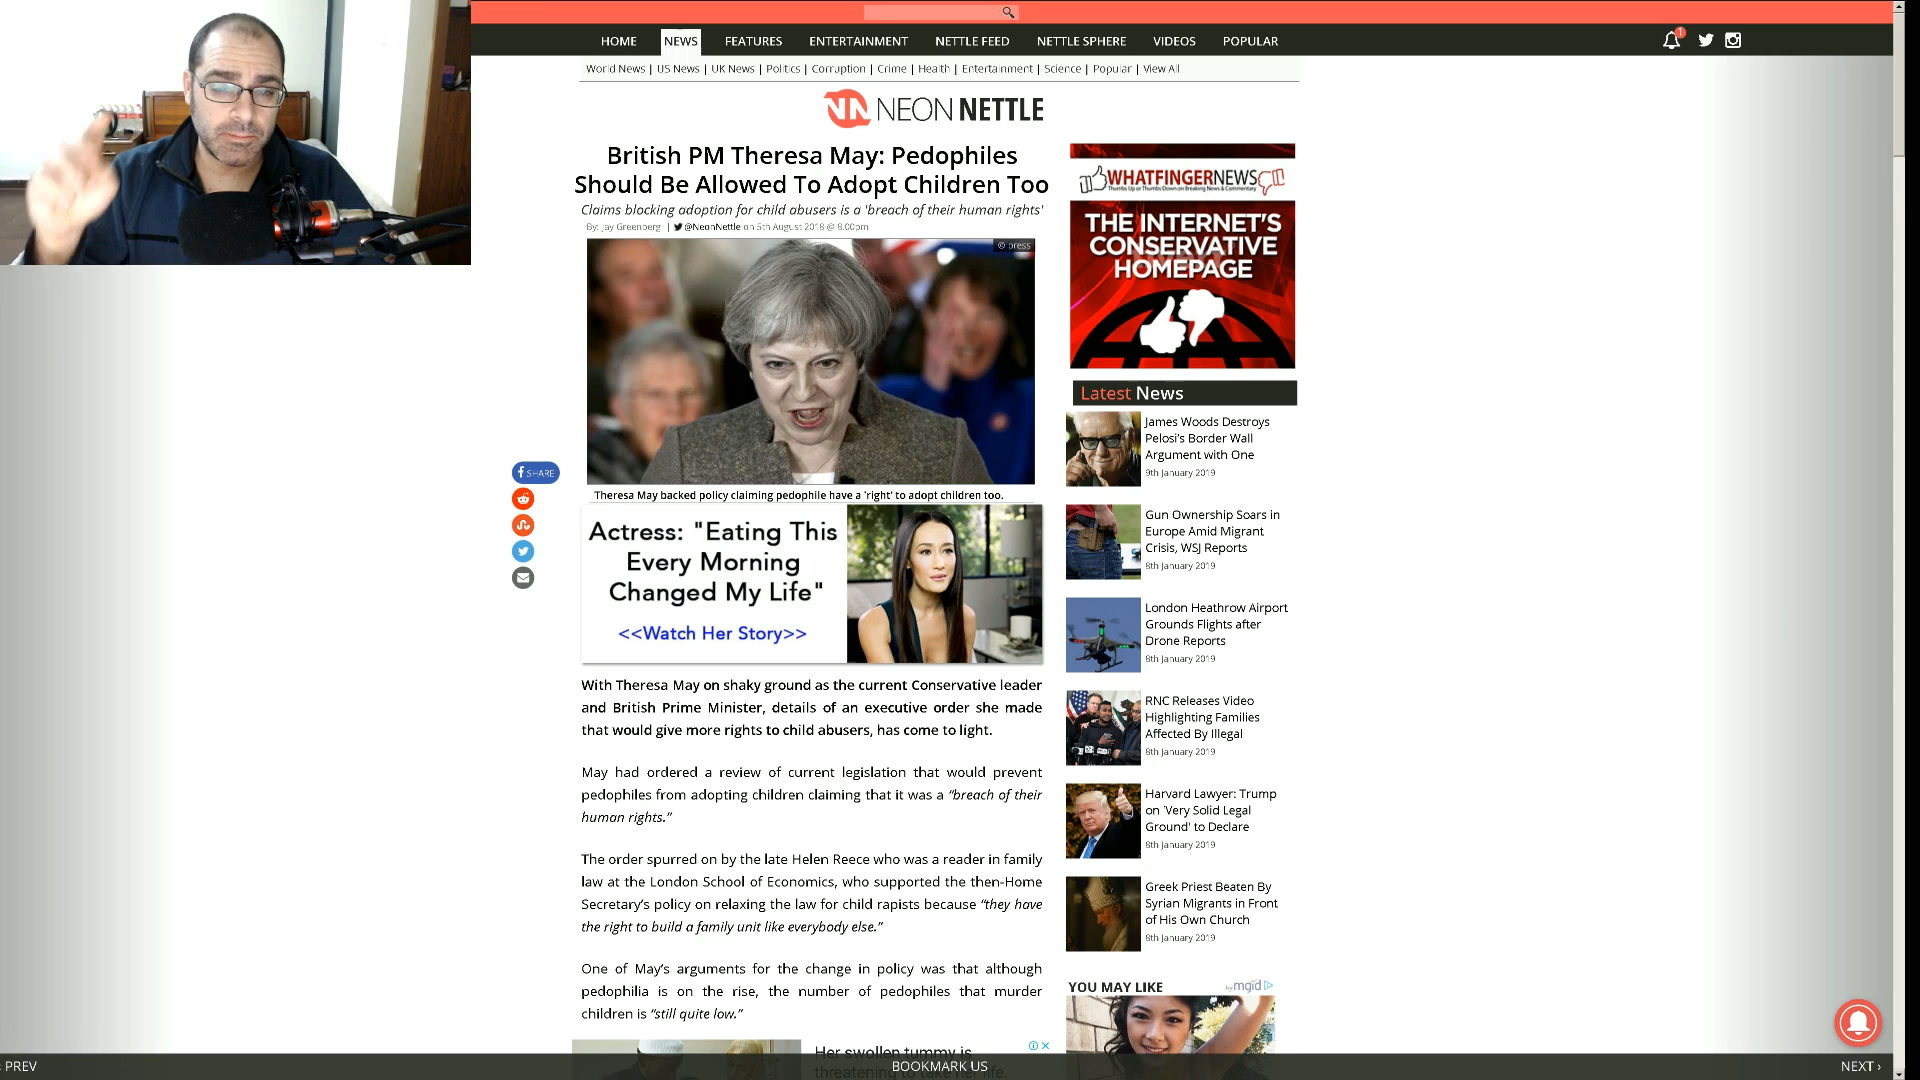 HOME NEWS FEATURES ENTERTAINMENT NETTLE FEED NETTLE SPHERE VIDEOS POPULAR
1
World News | US News | UK News | Politics | Corruption | Crime | Health | Entertainment | Science | Popular | View All
NEON NETTLE
British PM Theresa May: Pedophiles
Should Be Allowed To Adopt Children Too
Claims blocking adoption for child abusers is a 'breach of their human rights'
By: Jay Greenberg | @NeonNettle on 5th August 2018 @ 8.00pm
© press
Theresa May backed policy claiming pedophile have a 'right' to adopt children too.
f SHARE
Actress: "Eating This
Every Morning
Changed My Life"
<<Watch Her Story>>
With Theresa May on shaky ground as the current Conservative leader
and British Prime Minister, details of an executive order she made
that would give more rights to child abusers, has come to light.
May had ordered a review of current legislation that would prevent
pedophiles from adopting children claiming that it was a “breach of their
human rights.”
The order spurred on by the late Helen Reece who was a reader in family
law at the London School of Economics, who supported the then-Home
Secretary’s policy on relaxing the law for child rapists because “they have
the right to build a family unit like everybody else.”
One of May’s arguments for the change in policy was that although
pedophilia is on the rise, the number of pedophiles that murder
children is “still quite low.”
Her swollen tummy is
threatening to take her life.
WHATFINGERNEWS
Thumbs Up or Thumbs Down on Breaking News & Commentary
THE INTERNET'S
CONSERVATIVE
HOMEPAGE
Latest News
James Woods Destroys
Pelosi's Border Wall
Argument with One
9th January 2019
Gun Ownership Soars in
Europe Amid Migrant
Crisis, WSJ Reports
8th January 2019
London Heathrow Airport
Grounds Flights after
Drone Reports
8th January 2019
RNC Releases Video
Highlighting Families
Affected By Illegal
8th January 2019
Harvard Lawyer: Trump
on 'Very Solid Legal
Ground' to Declare
8th January 2019
Greek Priest Beaten By
Syrian Migrants in Front
of His Own Church
8th January 2019
YOU MAY LIKE
by mgid
‹ PREV
BOOKMARK US
NEXT ›